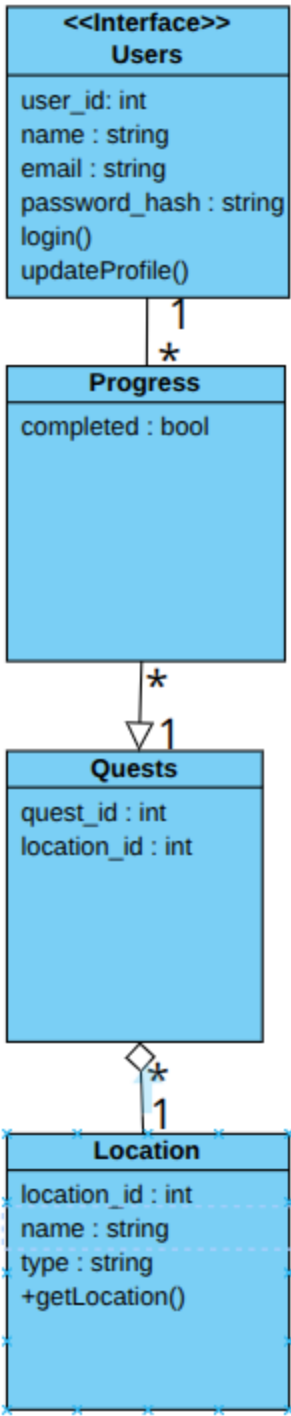 <<Interface>>
Users
user_id: int
name : string
email : string
password_hash : string
login()
updateProfile()
1
*
Progress
completed : bool
*
1
Quests
quest_id : int
location_id : int
*
1
Location
location_id : int
name : string
type : string
+getLocation()